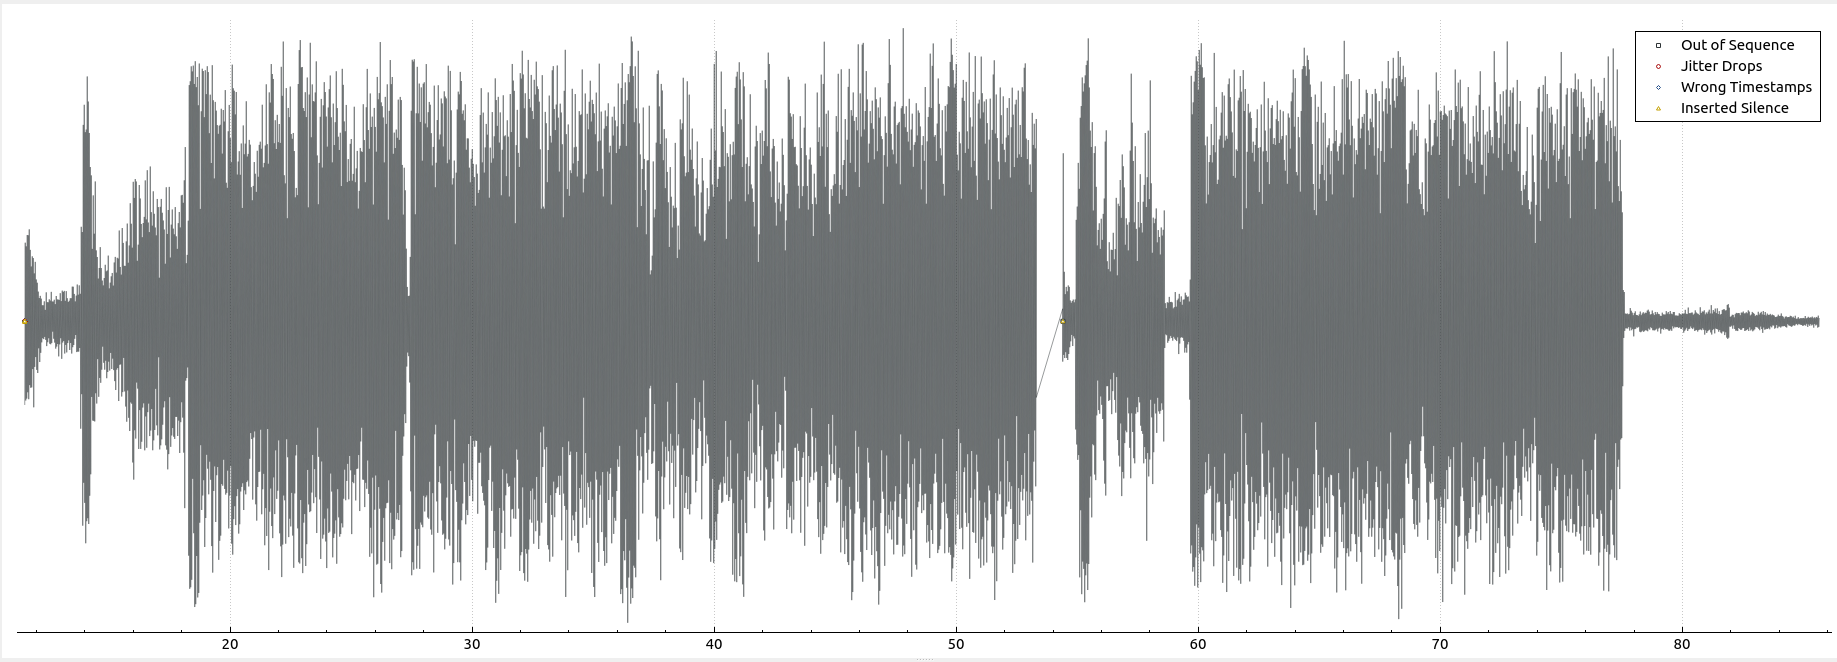 Out of Sequence
Jitter Drops
Wrong Timestamps
Inserted Silence
20 30 40 50 60 70 80